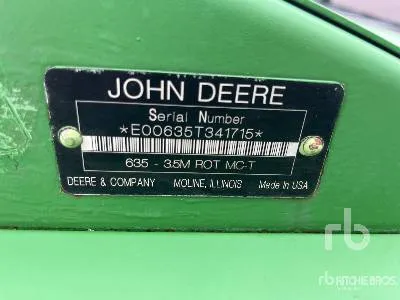 JOHN DEERE
Serial Number
*E00635T341715*
635 - 3.5M ROT MC-T
DEERE & COMPANY MOLINE, ILLINOIS Made In USA
rb
rb RITCHIE BROS.